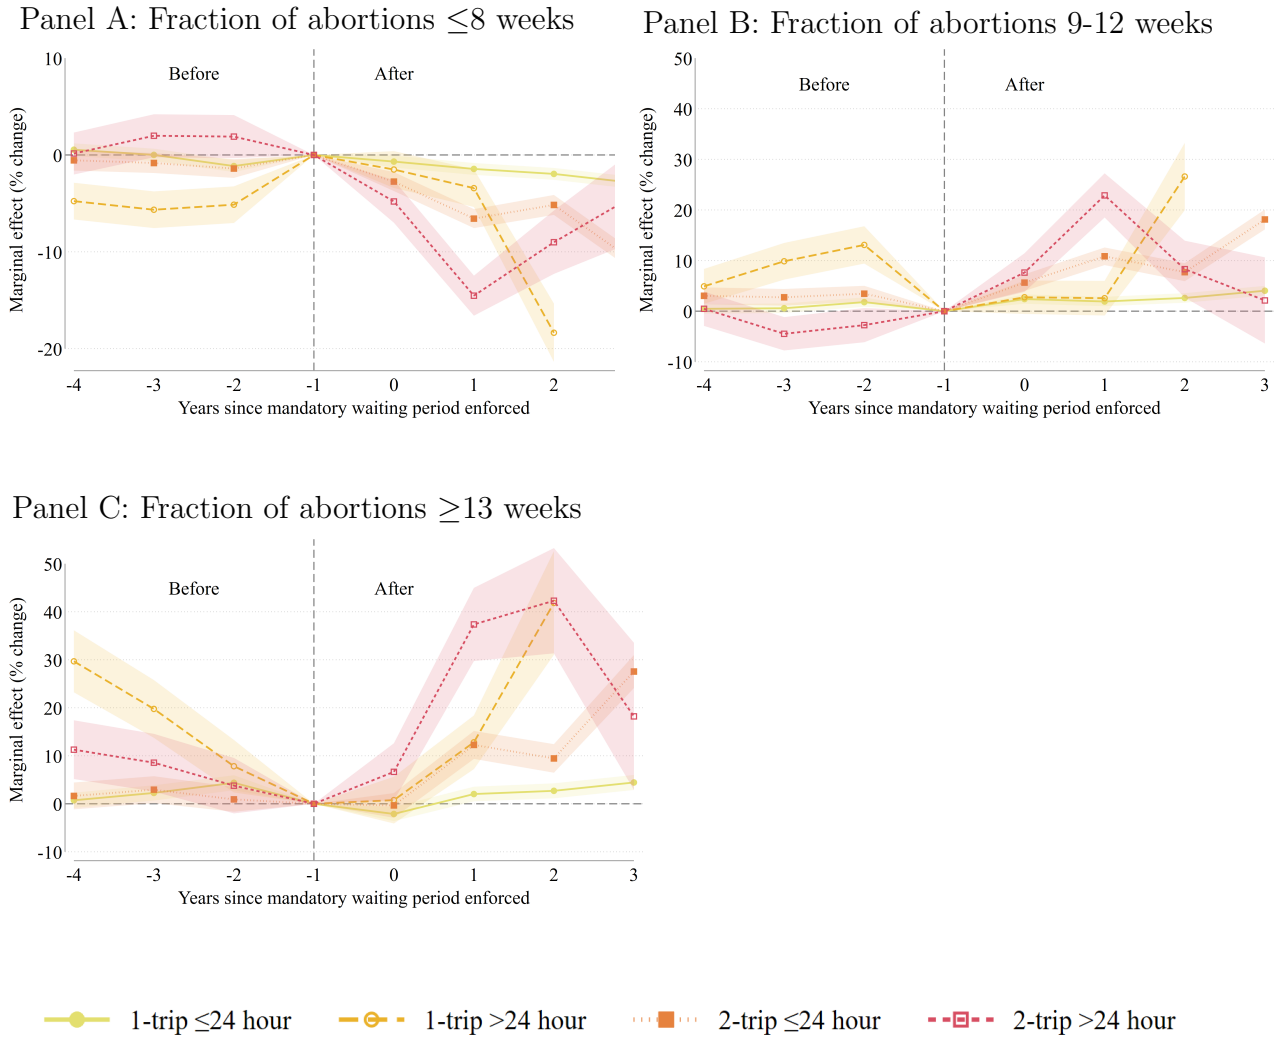 Panel A: Fraction of abortions ≤8 weeks
Marginal effect (% change)
10
0
-10
-20
Before
After
-4 -3 -2 -1 0 1 2
Years since mandatory waiting period enforced
Panel B: Fraction of abortions 9-12 weeks
Marginal effect (% change)
50
40
30
20
10
0
-10
Before
After
-4 -3 -2 -1 0 1 2 3
Years since mandatory waiting period enforced
Panel C: Fraction of abortions ≥13 weeks
Marginal effect (% change)
50
40
30
20
10
0
-10
Before
After
-4 -3 -2 -1 0 1 2 3
Years since mandatory waiting period enforced
1-trip ≤24 hour
1-trip >24 hour
2-trip ≤24 hour
2-trip >24 hour